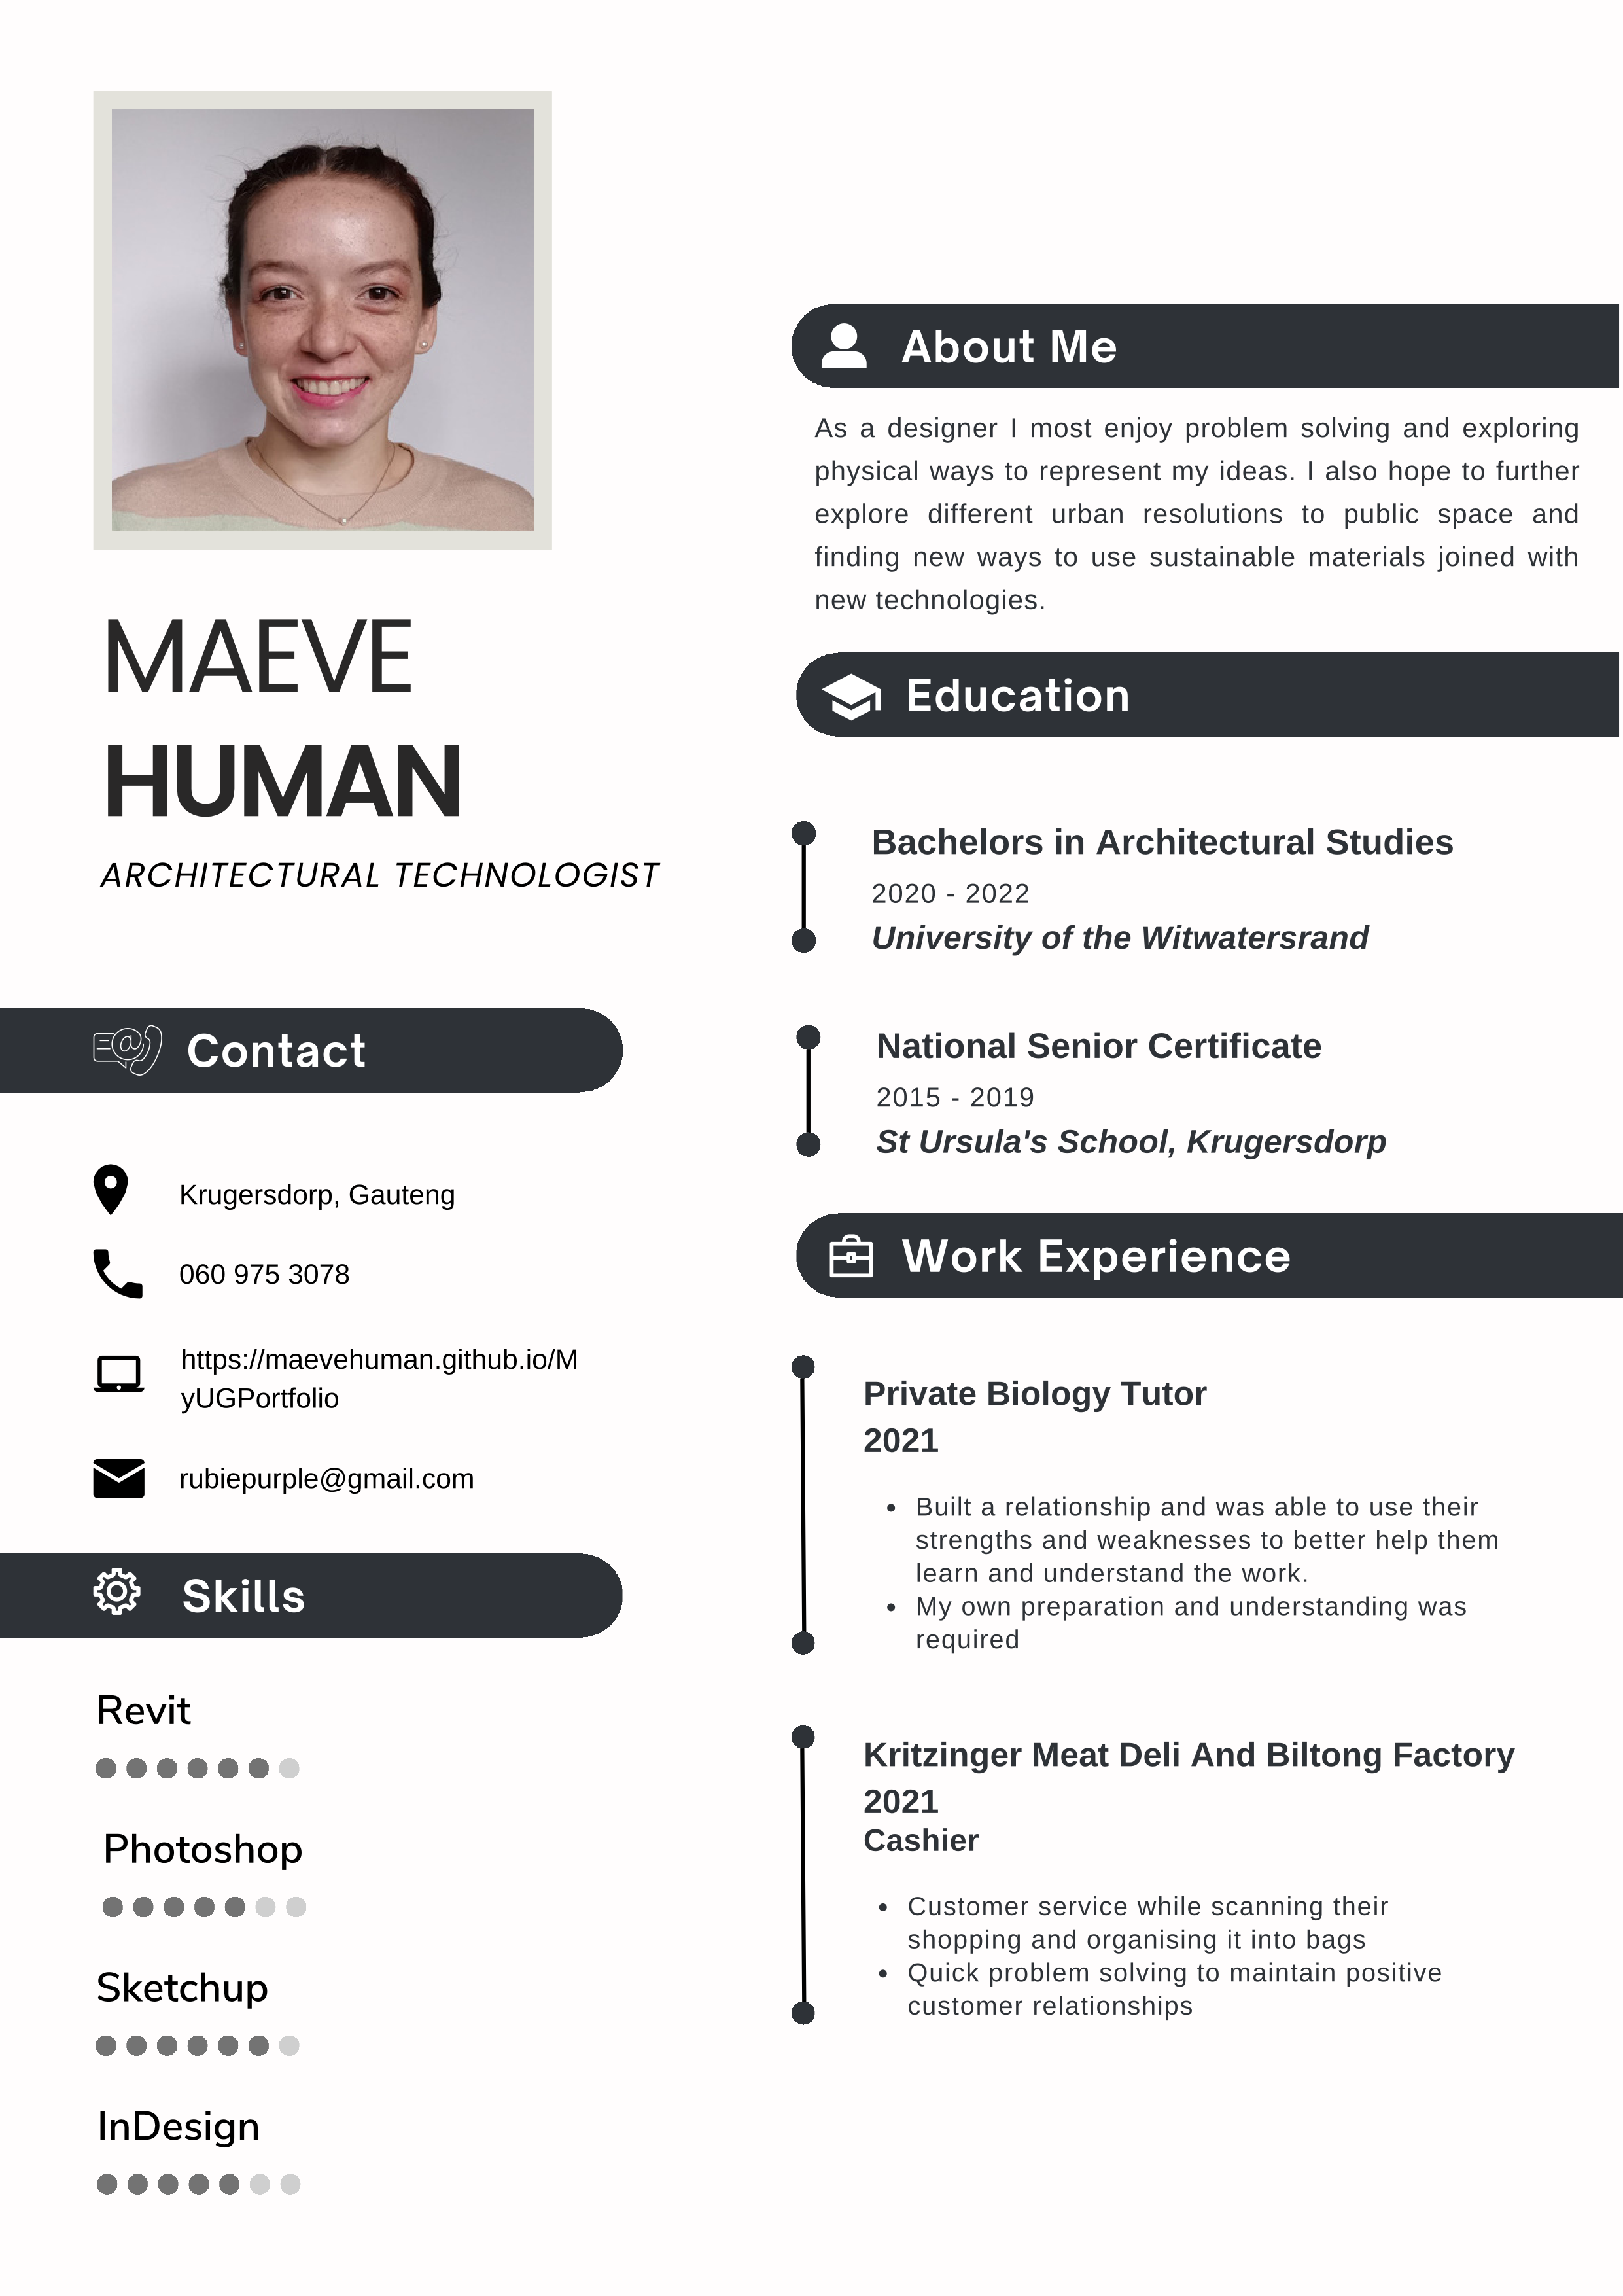 MAEVE
HUMAN
ARCHITECTURAL TECHNOLOGIST
Contact
Krugersdorp, Gauteng
060 975 3078
https://maevehuman.github.io/M
yUGPortfolio
rubiepurple@gmail.com
Skills
Revit
Photoshop
Sketchup
InDesign
About Me
As a designer I most enjoy problem solving and exploring
physical ways to represent my ideas. I also hope to further
explore different urban resolutions to public space and
finding new ways to use sustainable materials joined with
new technologies.
Education
Bachelors in Architectural Studies
2020 - 2022
University of the Witwatersrand
National Senior Certificate
2015 - 2019
St Ursula's School, Krugersdorp
Work Experience
Private Biology Tutor
2021
• Built a relationship and was able to use their
strengths and weaknesses to better help them
learn and understand the work.
• My own preparation and understanding was
required
Kritzinger Meat Deli And Biltong Factory
2021
Cashier
• Customer service while scanning their
shopping and organising it into bags
• Quick problem solving to maintain positive
customer relationships